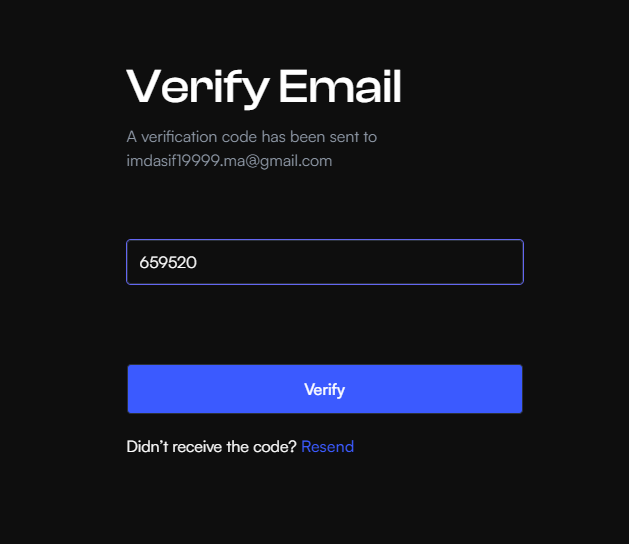 Verify Email
A verification code has been sent to
imdasif19999.ma@gmail.com
659520
Verify
Didn’t receive the code? Resend